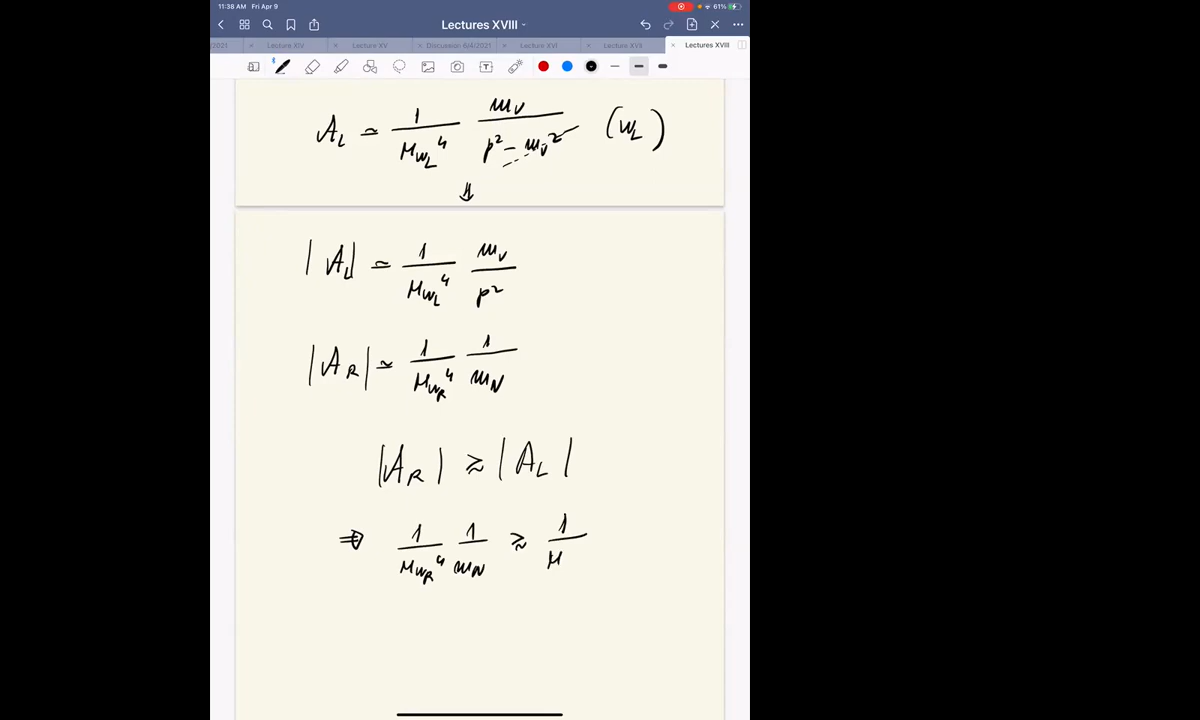 11:38 AM Fri Apr 9
61%
Lectures XVIII
/2021 Lecture XIV Lecture XV Discussion 6/4/2021 Lecture XVI Lecture XVII Lectures XVIII
A_L ≃ 1/M_{W_L}^4 m_ν/(p² - m_ν²) (W_L)
↓
|A_L| ≃ 1/M_{W_L}^4 m_ν/p²
|A_R| ≃ 1/M_{W_R}^4 1/m_N
|A_R| ≳ |A_L|
⇒ 1/M_{W_R}^4 1/m_N ≳ 1/M